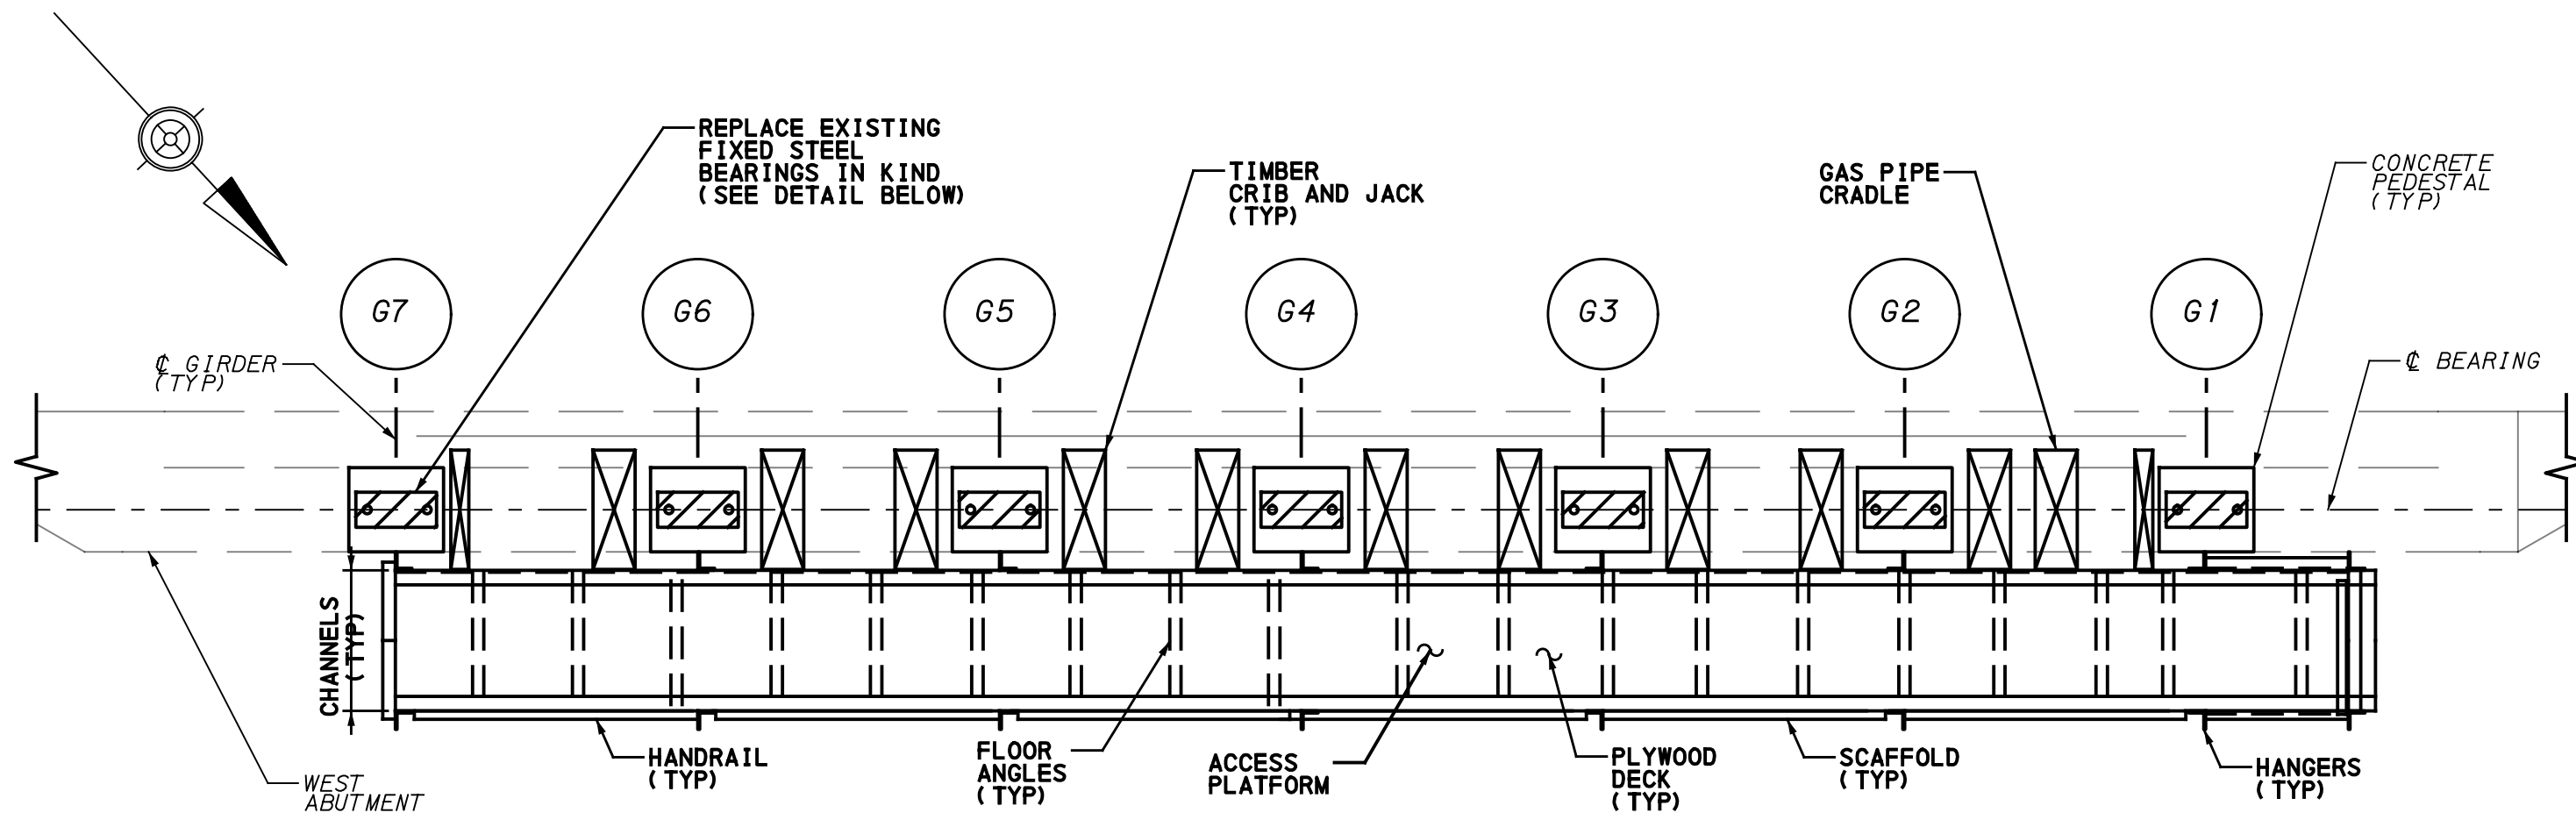 REPLACE EXISTING
FIXED STEEL
BEARINGS IN KIND
(SEE DETAIL BELOW)
TIMBER
CRIB AND JACK
(TYP)
GAS PIPE
CRADLE
CONCRETE
PEDESTAL
(TYP)
G7
G6
G5
G4
G3
G2
G1
℄ GIRDER
(TYP)
℄ BEARING
CHANNELS
(TYP)
WEST
ABUTMENT
HANDRAIL
(TYP)
FLOOR
ANGLES
(TYP)
ACCESS
PLATFORM
PLYWOOD
DECK
(TYP)
SCAFFOLD
(TYP)
HANGERS
(TYP)